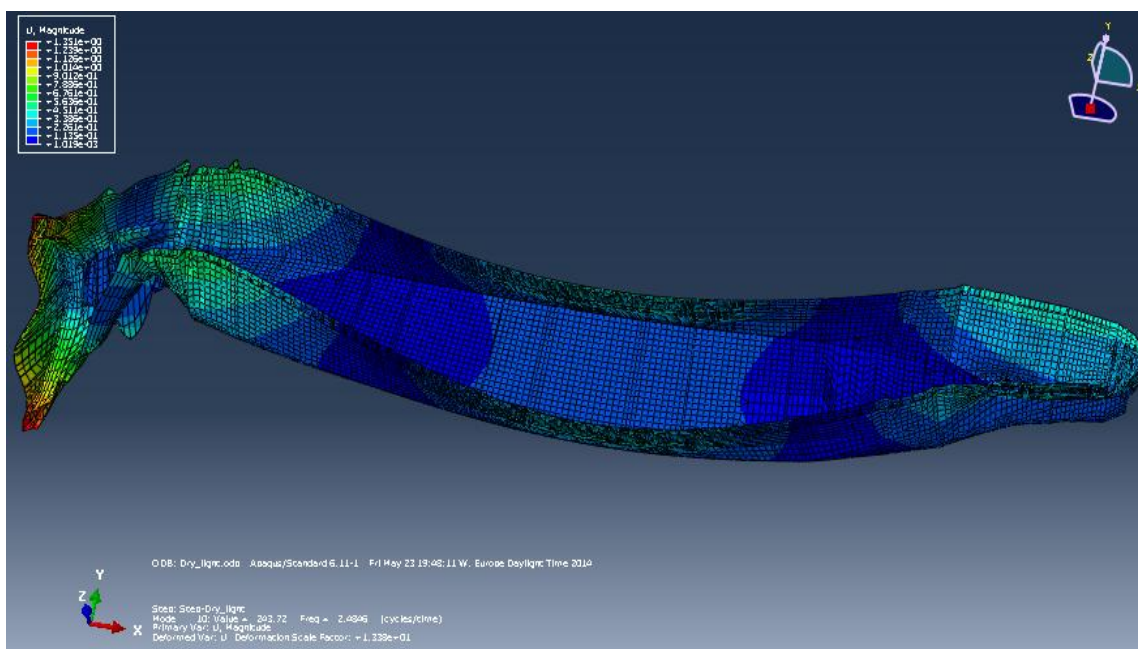 U, Magnitude
+1.351e+00
+1.239e+00
+1.126e+00
+1.014e+00
+9.012e-01
+7.886e-01
+6.761e-01
+5.636e-01
+4.511e-01
+3.386e-01
+2.261e-01
+1.135e-01
+1.019e-03
Y
Z
ODB: Dry_light.odb Abaqus/Standard 6.11-1 Fri May 23 19:48:11 W. Europe Daylight Time 2014
Y
Z
X
Step: Step-Dry_light
Mode 10: Value = 243.72 Freq = 2.4846 (cycles/time)
Primary Var: U, Magnitude
Deformed Var: U Deformation Scale Factor: +1.338e+01